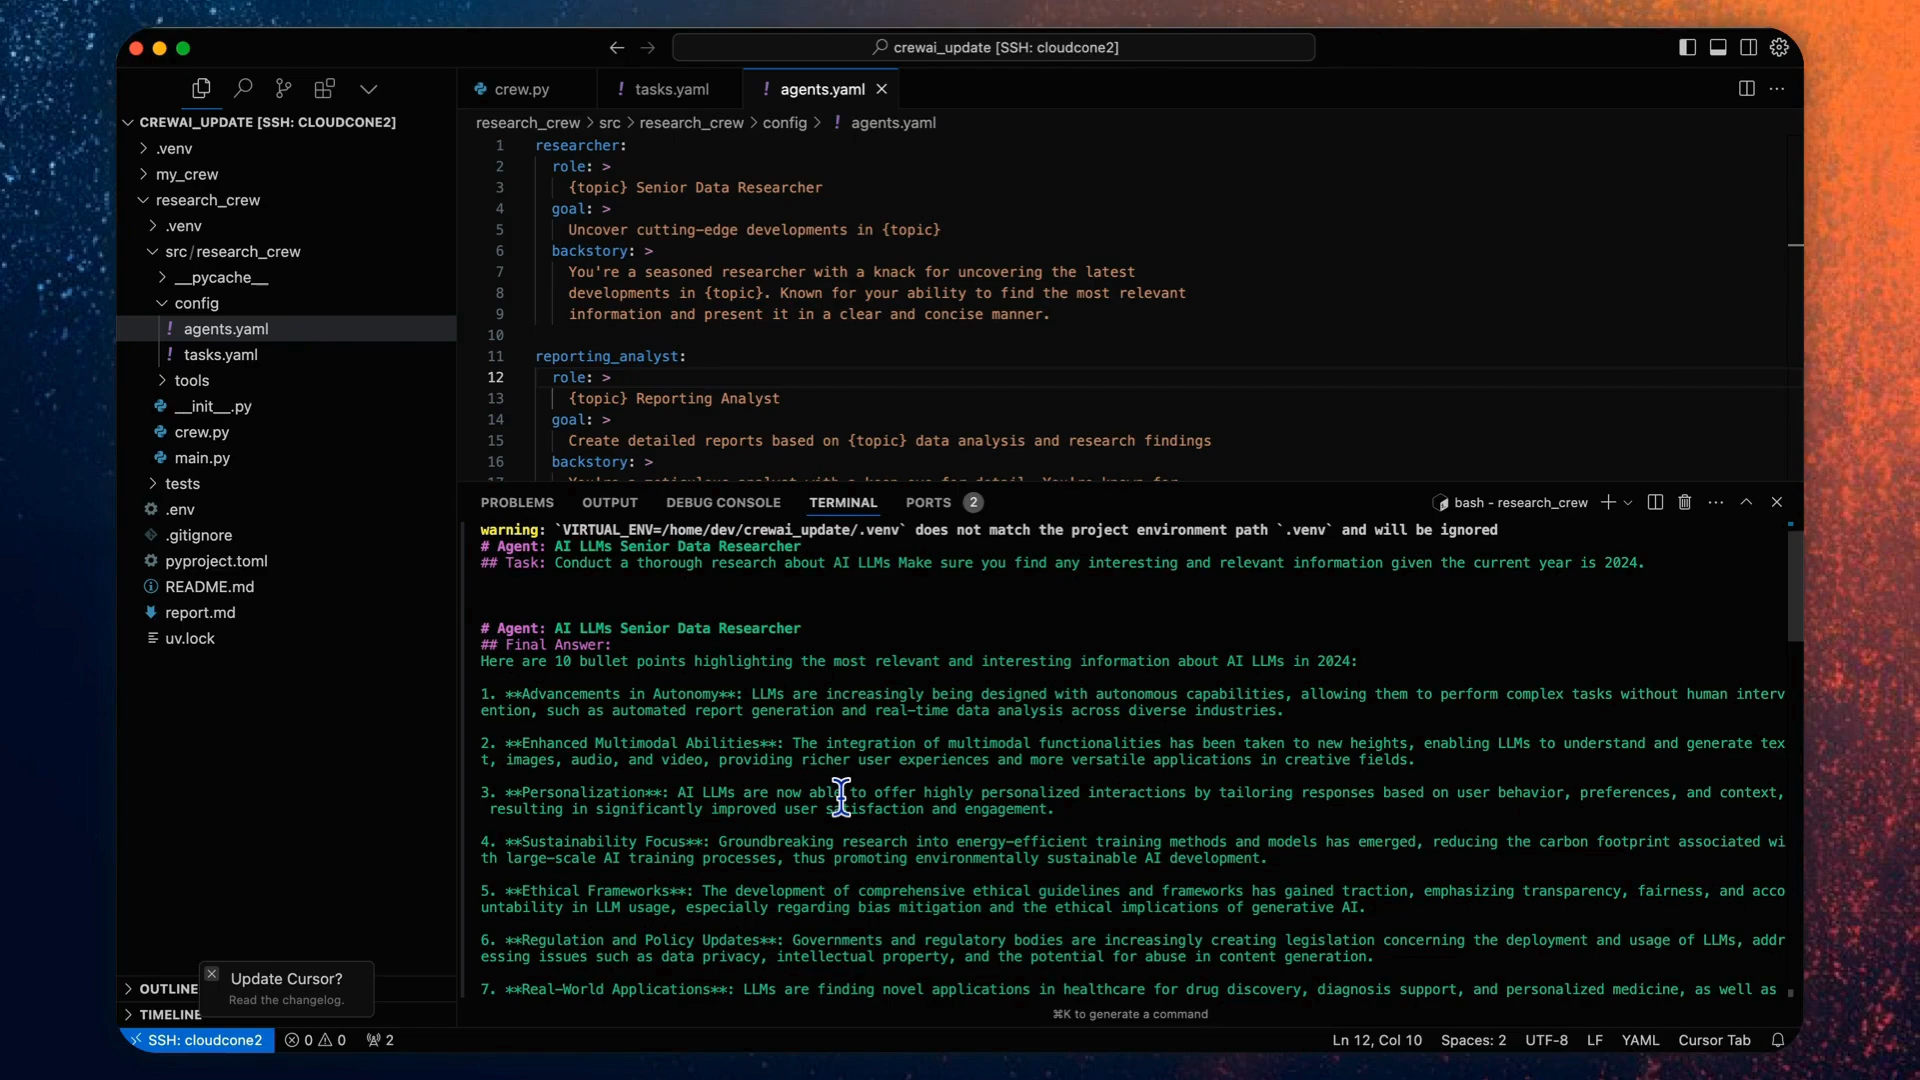 crewai_update [SSH: cloudcone2]
CREWAI_UPDATE [SSH: CLOUDCONE2]
.venv
my_crew
research_crew
.venv
src/research_crew
__pycache__
config
agents.yaml
tasks.yaml
tools
__init__.py
crew.py
main.py
tests
.env
.gitignore
pyproject.toml
README.md
report.md
uv.lock
OUTLINE
TIMELINE
Update Cursor?
Read the changelog.
crew.py
! tasks.yaml
! agents.yaml
research_crew > src > research_crew > config > ! agents.yaml
1 researcher:
2 role: >
3 {topic} Senior Data Researcher
4 goal: >
5 Uncover cutting-edge developments in {topic}
6 backstory: >
7 You're a seasoned researcher with a knack for uncovering the latest
8 developments in {topic}. Known for your ability to find the most relevant
9 information and present it in a clear and concise manner.
10
11 reporting_analyst:
12 role: >
13 {topic} Reporting Analyst
14 goal: >
15 Create detailed reports based on {topic} data analysis and research findings
16 backstory: >
PROBLEMS OUTPUT DEBUG CONSOLE TERMINAL PORTS 2
bash - research_crew
warning: `VIRTUAL_ENV=/home/dev/crewai_update/.venv` does not match the project environment path `.venv` and will be ignored
# Agent: AI LLMs Senior Data Researcher
## Task: Conduct a thorough research about AI LLMs Make sure you find any interesting and relevant information given the current year is 2024.
# Agent: AI LLMs Senior Data Researcher
## Final Answer:
Here are 10 bullet points highlighting the most relevant and interesting information about AI LLMs in 2024:
1. **Advancements in Autonomy**: LLMs are increasingly being designed with autonomous capabilities, allowing them to perform complex tasks without human interv
ention, such as automated report generation and real-time data analysis across diverse industries.
2. **Enhanced Multimodal Abilities**: The integration of multimodal functionalities has been taken to new heights, enabling LLMs to understand and generate tex
t, images, audio, and video, providing richer user experiences and more versatile applications in creative fields.
3. **Personalization**: AI LLMs are now able to offer highly personalized interactions by tailoring responses based on user behavior, preferences, and context,
resulting in significantly improved user satisfaction and engagement.
4. **Sustainability Focus**: Groundbreaking research into energy-efficient training methods and models has emerged, reducing the carbon footprint associated wi
th large-scale AI training processes, thus promoting environmentally sustainable AI development.
5. **Ethical Frameworks**: The development of comprehensive ethical guidelines and frameworks has gained traction, emphasizing transparency, fairness, and acco
untability in LLM usage, especially regarding bias mitigation and the ethical implications of generative AI.
6. **Regulation and Policy Updates**: Governments and regulatory bodies are increasingly creating legislation concerning the deployment and usage of LLMs, addr
essing issues such as data privacy, intellectual property, and the potential for abuse in content generation.
7. **Real-World Applications**: LLMs are finding novel applications in healthcare for drug discovery, diagnosis support, and personalized medicine, as well as
⌘K to generate a command
SSH: cloudcone2 0 0 2
Ln 12, Col 10 Spaces: 2 UTF-8 LF YAML Cursor Tab